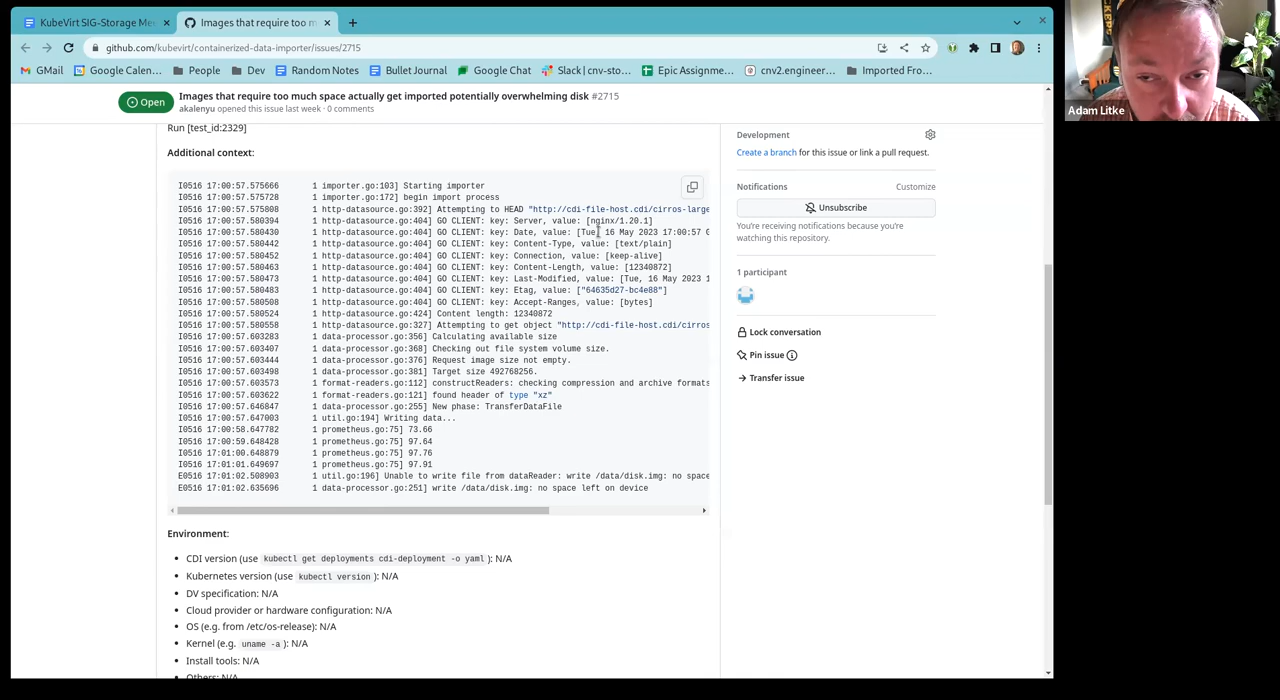 KubeVirt SIG-Storage Me
Images that require too m
github.com/kubevirt/containerized-data-importer/issues/2715
GMail
Google Calen...
People
Dev
Random Notes
Bullet Journal
Google Chat
Slack | cnv-sto...
Epic Assignme...
cnv2.engineer...
Imported Fro...
Adam Litke
Open
Images that require too much space actually get imported potentially overwhelming disk #2715
akalenyu opened this issue last week · 0 comments
Run [test_id:2329]
Additional context:
I0516 17:00:57.575666 1 importer.go:103] Starting importer
I0516 17:00:57.575728 1 importer.go:172] begin import process
I0516 17:00:57.575808 1 http-datasource.go:392] Attempting to HEAD "http://cdi-file-host.cdi/cirros-large
I0516 17:00:57.580394 1 http-datasource.go:404] GO CLIENT: key: Server, value: [nginx/1.20.1]
I0516 17:00:57.580430 1 http-datasource.go:404] GO CLIENT: key: Date, value: [Tue, 16 May 2023 17:00:57 G
I0516 17:00:57.580442 1 http-datasource.go:404] GO CLIENT: key: Content-Type, value: [text/plain]
I0516 17:00:57.580452 1 http-datasource.go:404] GO CLIENT: key: Connection, value: [keep-alive]
I0516 17:00:57.580463 1 http-datasource.go:404] GO CLIENT: key: Content-Length, value: [12340872]
I0516 17:00:57.580473 1 http-datasource.go:404] GO CLIENT: key: Last-Modified, value: [Tue, 16 May 2023 1
I0516 17:00:57.580483 1 http-datasource.go:404] GO CLIENT: key: Etag, value: ["64635d27-bc4e88"]
I0516 17:00:57.580508 1 http-datasource.go:404] GO CLIENT: key: Accept-Ranges, value: [bytes]
I0516 17:00:57.580524 1 http-datasource.go:424] Content length: 12340872
I0516 17:00:57.580558 1 http-datasource.go:327] Attempting to get object "http://cdi-file-host.cdi/cirros
I0516 17:00:57.603283 1 data-processor.go:356] Calculating available size
I0516 17:00:57.603407 1 data-processor.go:368] Checking out file system volume size.
I0516 17:00:57.603444 1 data-processor.go:376] Request image size not empty.
I0516 17:00:57.603498 1 data-processor.go:381] Target size 492768256.
I0516 17:00:57.603573 1 format-readers.go:112] constructReaders: checking compression and archive formats
I0516 17:00:57.603622 1 format-readers.go:121] found header of type "xz"
I0516 17:00:57.646847 1 data-processor.go:255] New phase: TransferDataFile
I0516 17:00:57.647003 1 util.go:194] Writing data...
I0516 17:00:58.647782 1 prometheus.go:75] 73.66
I0516 17:00:59.648428 1 prometheus.go:75] 97.64
I0516 17:01:00.648879 1 prometheus.go:75] 97.76
I0516 17:01:01.649697 1 prometheus.go:75] 97.91
E0516 17:01:02.508903 1 util.go:196] Unable to write file from dataReader: write /data/disk.img: no space
E0516 17:01:02.635696 1 data-processor.go:251] write /data/disk.img: no space left on device
Environment:
• CDI version (use kubectl get deployments cdi-deployment -o yaml ): N/A
• Kubernetes version (use kubectl version ): N/A
• DV specification: N/A
• Cloud provider or hardware configuration: N/A
• OS (e.g. from /etc/os-release): N/A
• Kernel (e.g. uname -a ): N/A
• Install tools: N/A
• Others: N/A
Development
Create a branch for this issue or link a pull request.
Notifications
Customize
Unsubscribe
You're receiving notifications because you're
watching this repository.
1 participant
Lock conversation
Pin issue
Transfer issue